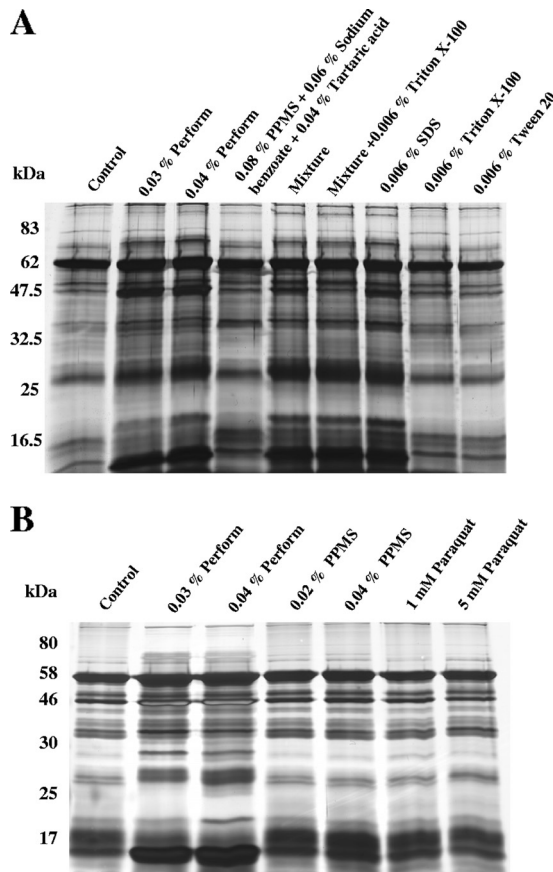 A
kDa
Control
0.03 % Perform
0.04 % Perform
0.08 % PPMS + 0.06 % Sodium
benzoate + 0.04 % Tartaric acid
Mixture
Mixture +0.006 % Triton X-100
0.006 % SDS
0.006 % Triton X-100
0.006 % Tween 20
83
62
47.5
32.5
25
16.5
B
kDa
Control
0.03 % Perform
0.04 % Perform
0.02 % PPMS
0.04 % PPMS
1 mM Paraquat
5 mM Paraquat
80
58
46
30
25
17